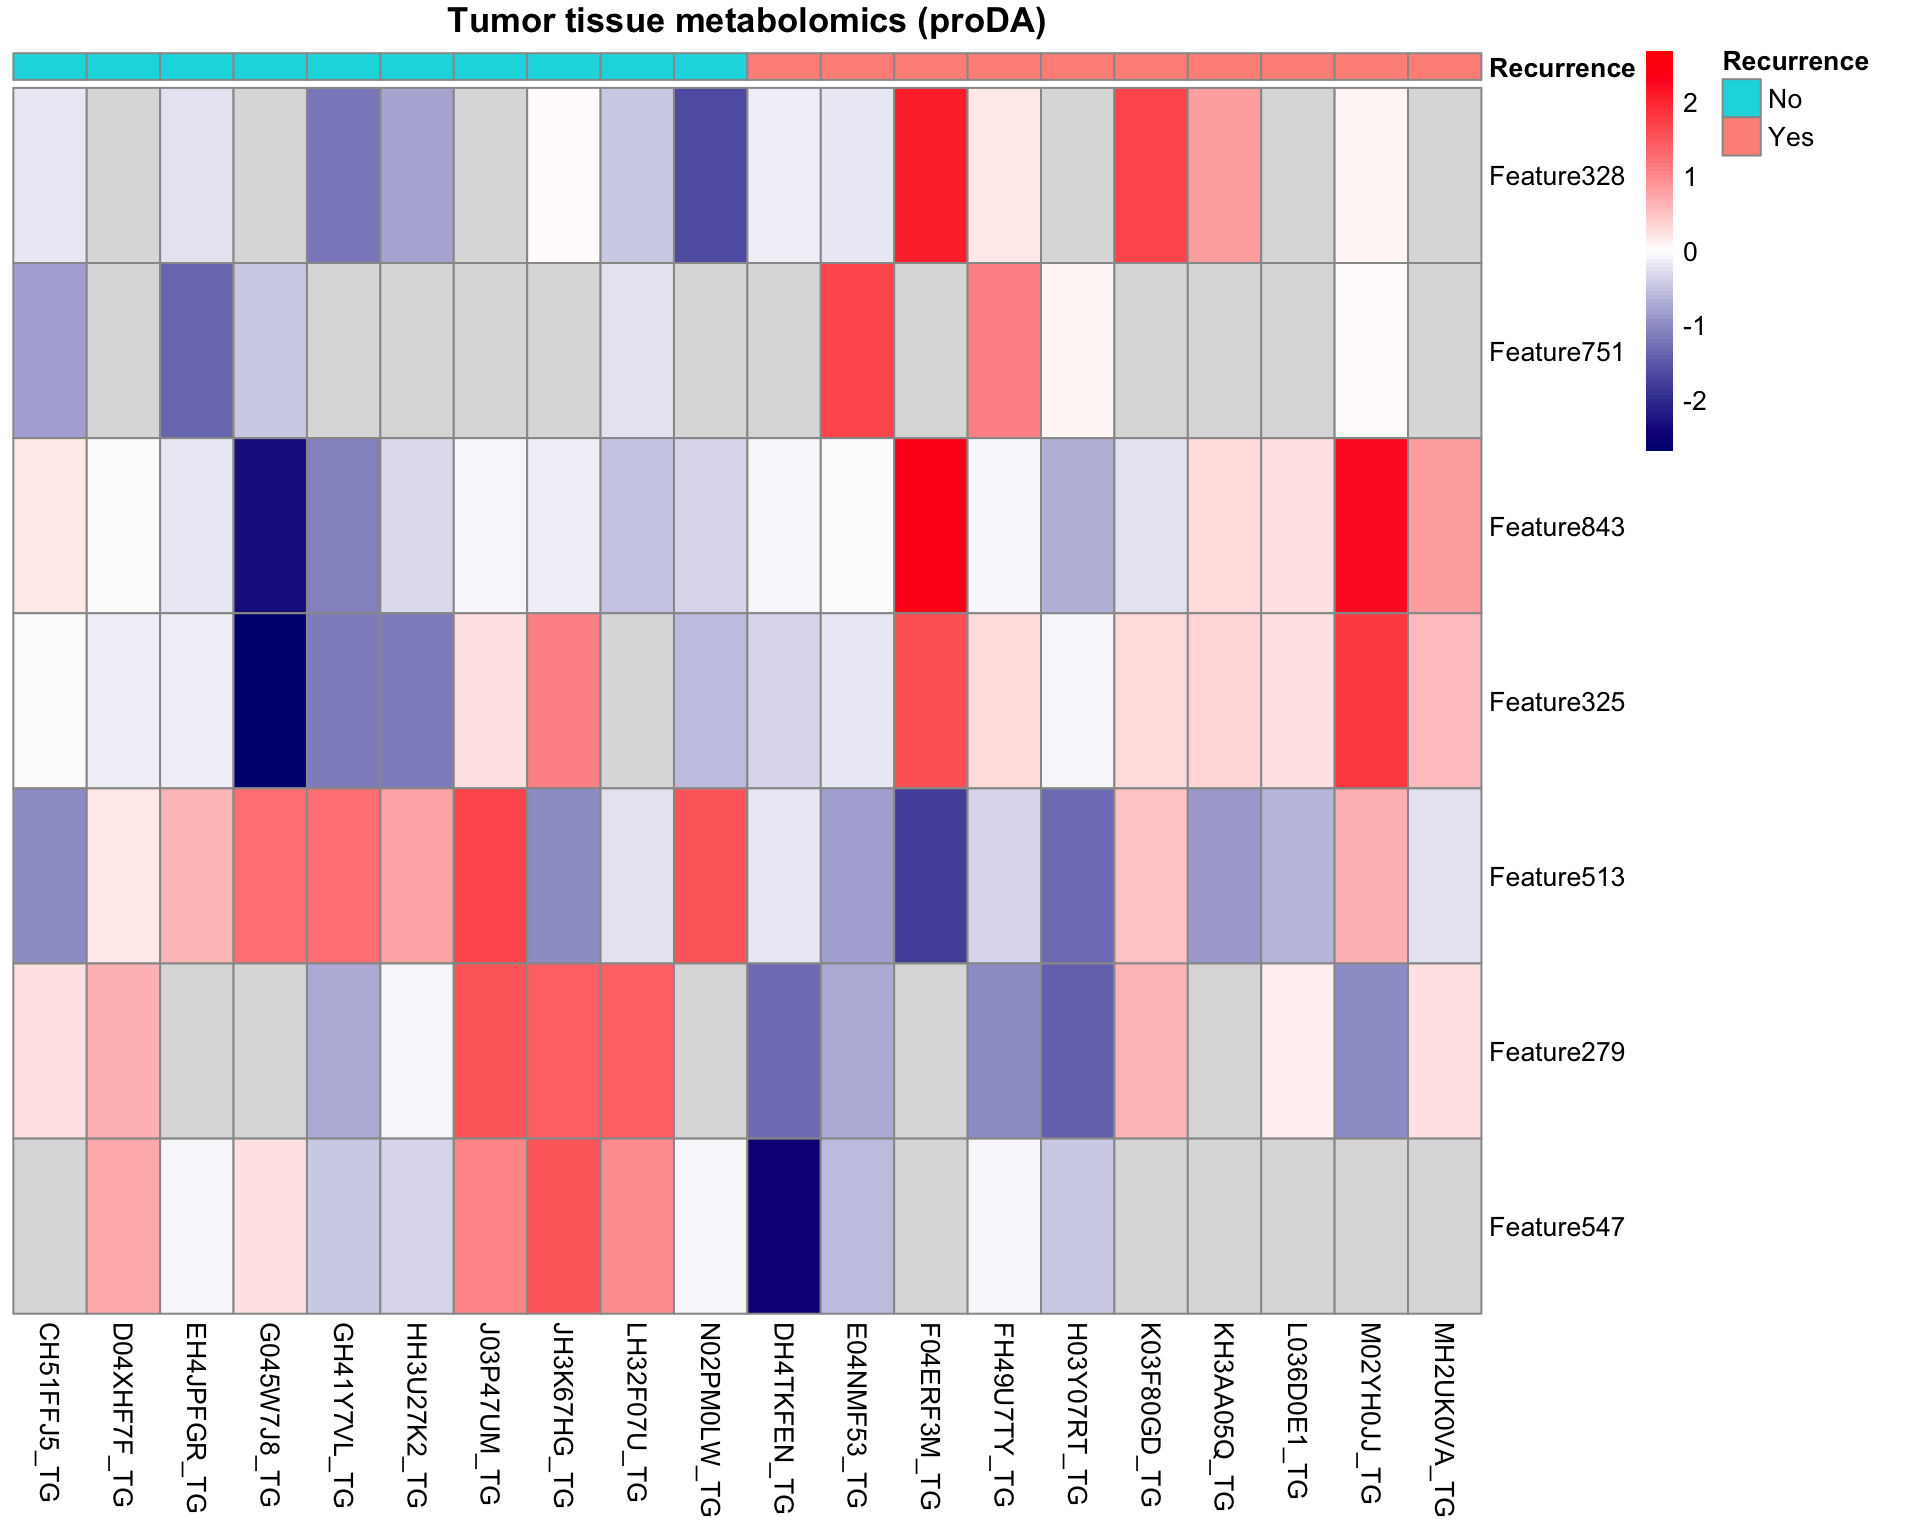 Tumor tissue metabolomics (proDA)
Recurrence
Feature328
Feature751
Feature843
Feature325
Feature513
Feature279
Feature547
2
1
0
-1
-2
Recurrence
No
Yes
CH51FFJ5_TG
D04XHF7F_TG
EH4JPFGR_TG
G045W7J8_TG
GH41Y7VL_TG
HH3U27K2_TG
J03P47UM_TG
JH3K67HG_TG
LH32F07U_TG
N02PM0LW_TG
DH4TKFEN_TG
E04NMF53_TG
F04ERF3M_TG
FH49U7TY_TG
H03Y07RT_TG
K03F80GD_TG
KH3AA05Q_TG
L036D0E1_TG
M02YH0JJ_TG
MH2UK0VA_TG